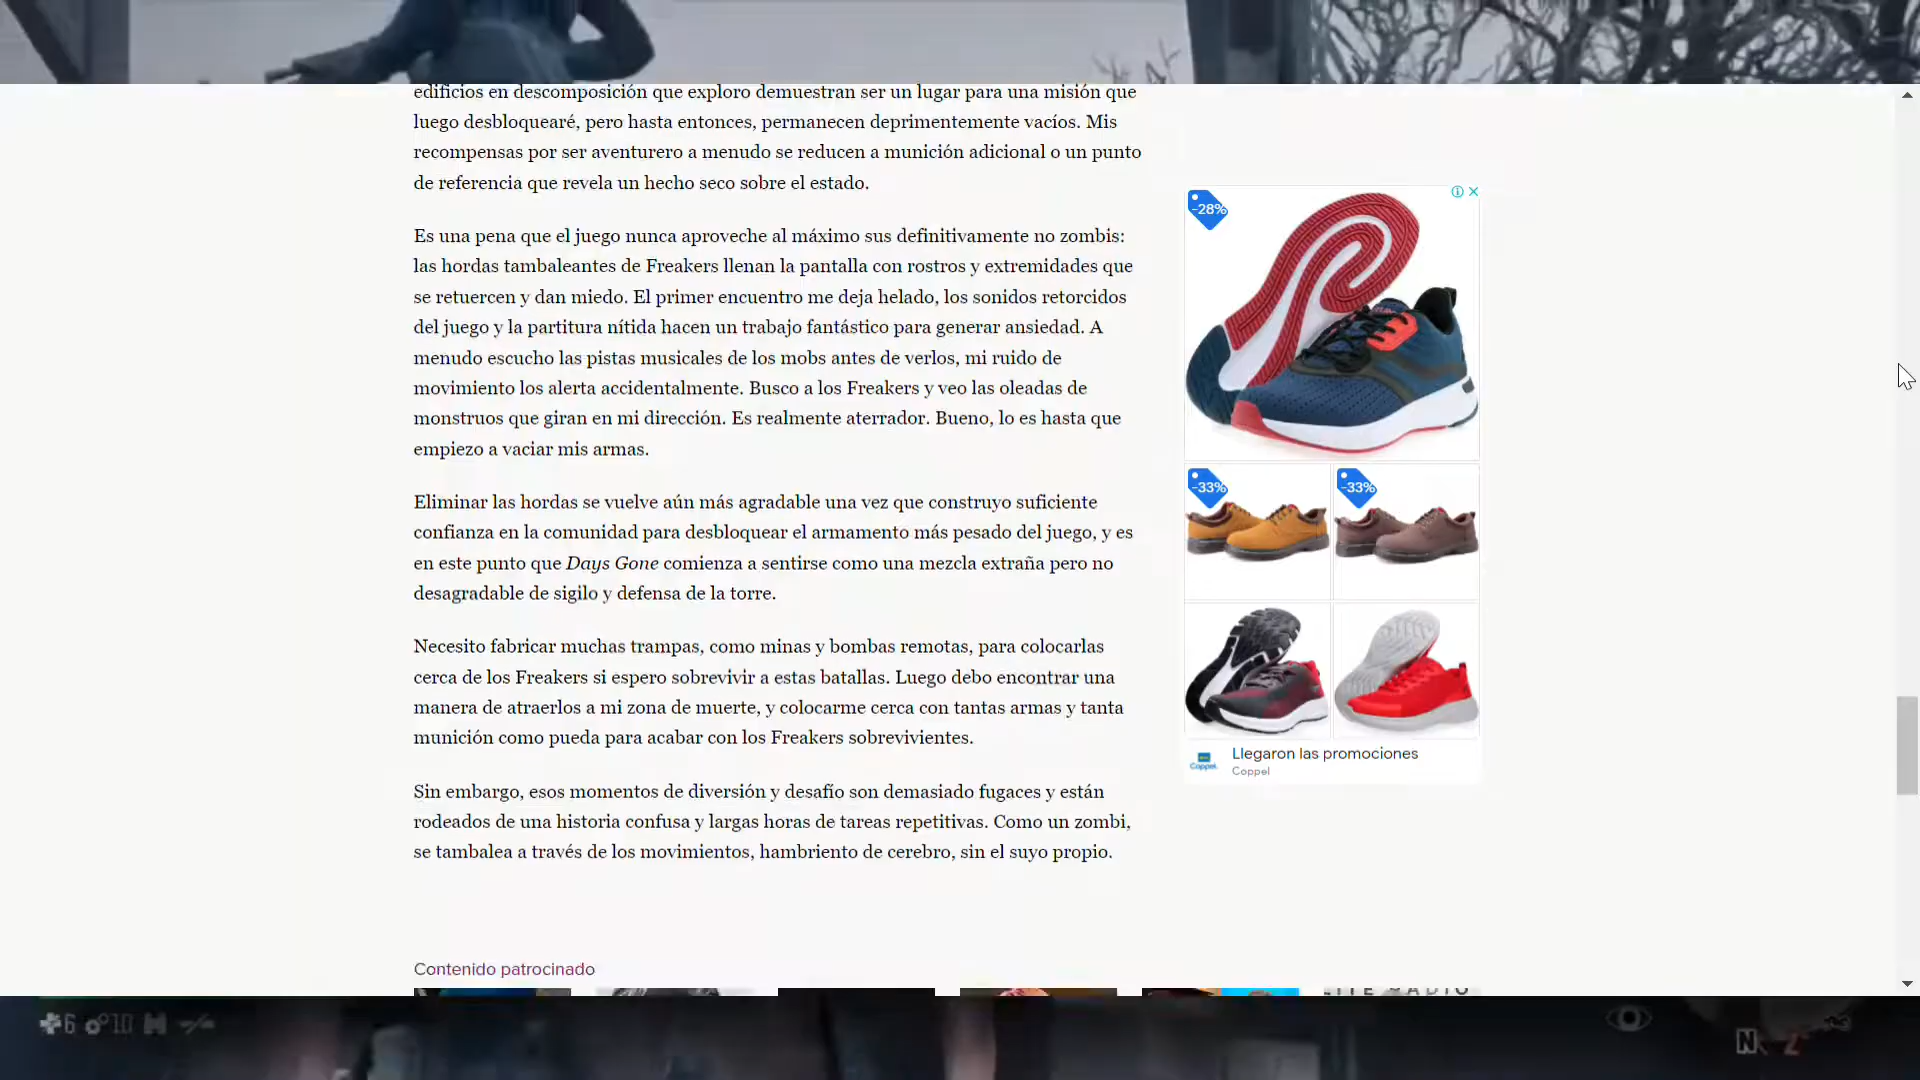 edificios en descomposición que exploro demuestran ser un lugar para una misión que
luego desbloquearé, pero hasta entonces, permanecen deprimentemente vacíos. Mis
recompensas por ser aventurero a menudo se reducen a munición adicional o un punto
de referencia que revela un hecho seco sobre el estado.
Es una pena que el juego nunca aproveche al máximo sus definitivamente no zombis:
las hordas tambaleantes de Freakers llenan la pantalla con rostros y extremidades que
se retuercen y dan miedo. El primer encuentro me deja helado, los sonidos retorcidos
del juego y la partitura nítida hacen un trabajo fantástico para generar ansiedad. A
menudo escucho las pistas musicales de los mobs antes de verlos, mi ruido de
movimiento los alerta accidentalmente. Busco a los Freakers y veo las oleadas de
monstruos que giran en mi dirección. Es realmente aterrador. Bueno, lo es hasta que
empiezo a vaciar mis armas.
Eliminar las hordas se vuelve aún más agradable una vez que construyo suficiente
confianza en la comunidad para desbloquear el armamento más pesado del juego, y es
en este punto que Days Gone comienza a sentirse como una mezcla extraña pero no
desagradable de sigilo y defensa de la torre.
Necesito fabricar muchas trampas, como minas y bombas remotas, para colocarlas
cerca de los Freakers si espero sobrevivir a estas batallas. Luego debo encontrar una
manera de atraerlos a mi zona de muerte, y colocarme cerca con tantas armas y tanta
munición como pueda para acabar con los Freakers sobrevivientes.
Sin embargo, esos momentos de diversión y desafío son demasiado fugaces y están
rodeados de una historia confusa y largas horas de tareas repetitivas. Como un zombi,
se tambalea a través de los movimientos, hambriento de cerebro, sin el suyo propio.
Contenido patrocinado
-28%
-33%
-33%
Coppel
Llegaron las promociones
Coppel
6
10
N